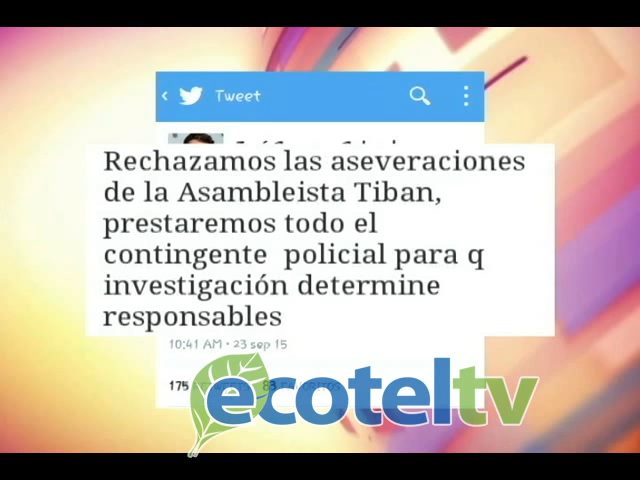 Tweet
Rechazamos las aseveraciones
de la Asambleista Tiban,
prestaremos todo el
contingente policial para q
investigación determine
responsables
10:41 AM • 23 sep 15
175
ecoteltv